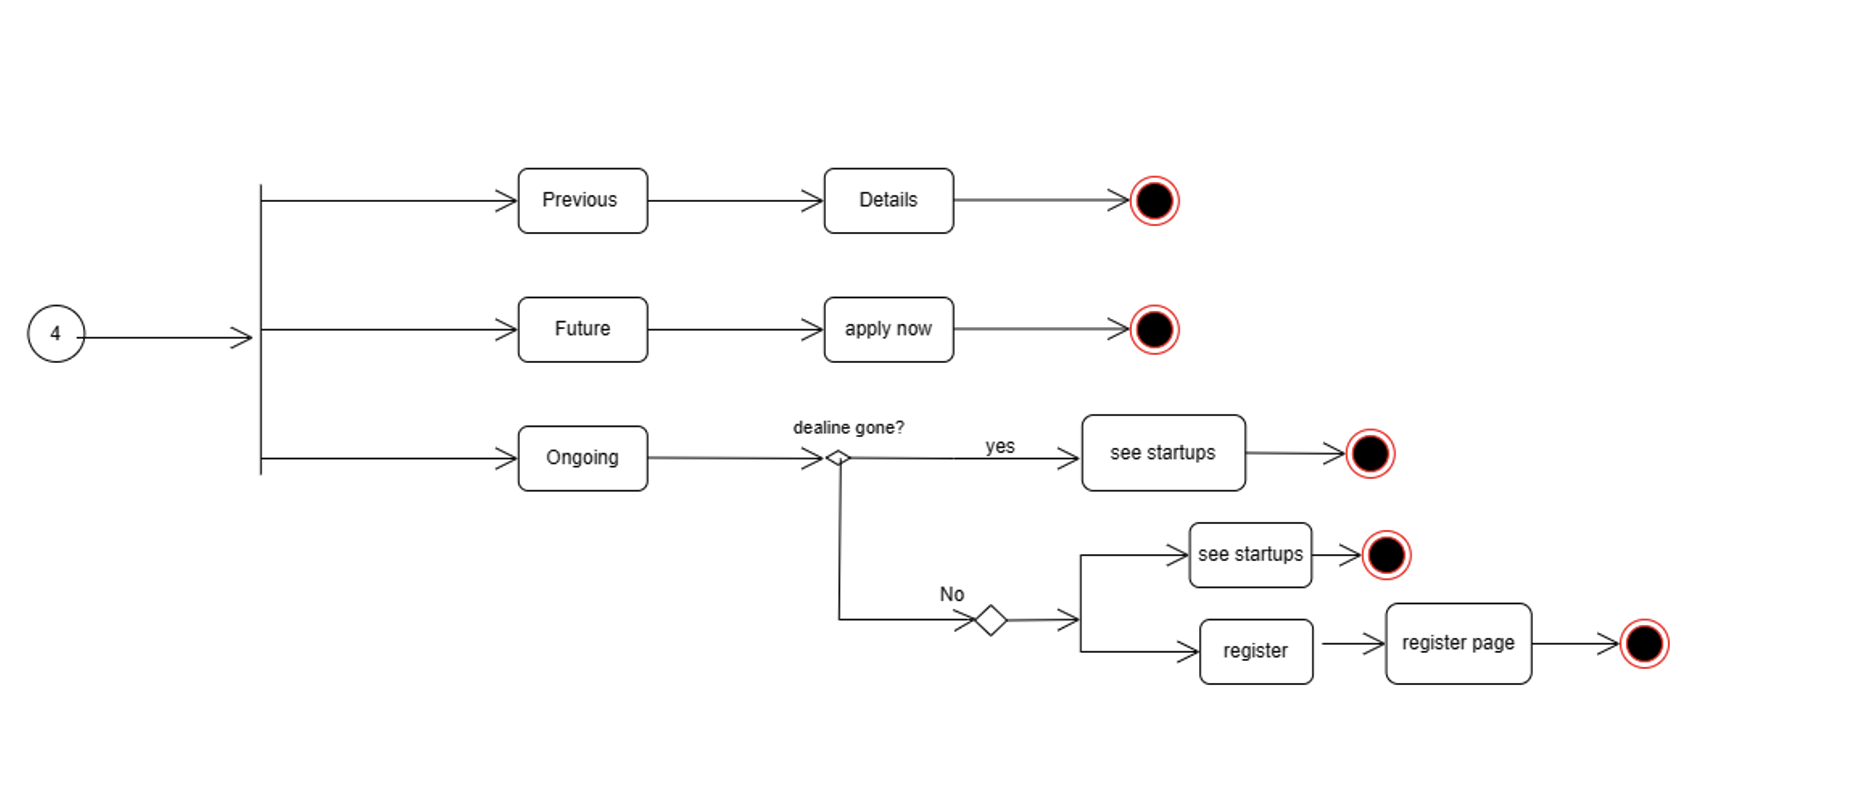 Previous
Details
4
Future
apply now
dealine gone?
Ongoing
yes
see startups
see startups
No
register
register page